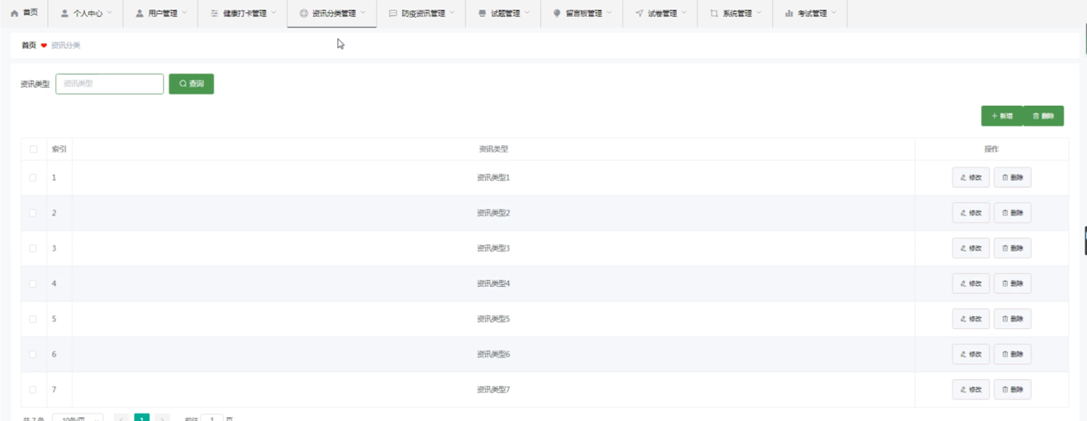 首页 个人中心 用户管理 健康打卡管理 资讯分类管理 防疫资讯管理 试题管理 留言板管理 试卷管理 系统管理 考试管理
首页 资讯分类
资讯类型 资讯类型 查询
+ 新增 删除
索引 资讯类型 操作
1 资讯类型1 修改 删除
2 资讯类型2 修改 删除
3 资讯类型3 修改 删除
4 资讯类型4 修改 删除
5 资讯类型5 修改 删除
6 资讯类型6 修改 删除
7 资讯类型7 修改 删除
共 7 条 10条/页 < 1 > 前往 1 页